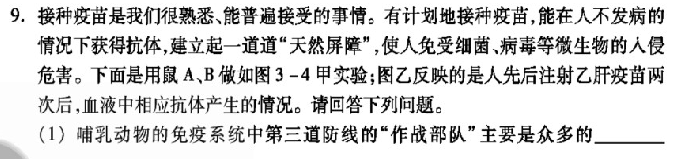 9. 接种疫苗是我们很熟悉、能普遍接受的事情。有计划地接种疫苗,能在人不发病的
情况下获得抗体,建立起一道道“天然屏障”,使人免受细菌、病毒等微生物的入侵
危害。下面是用鼠 A、B 做如图 3-4 甲实验;图乙反映的是人先后注射乙肝疫苗两
次后,血液中相应抗体产生的情况。请回答下列问题。
(1) 哺乳动物的免疫系统中第三道防线的“作战部队”主要是众多的______